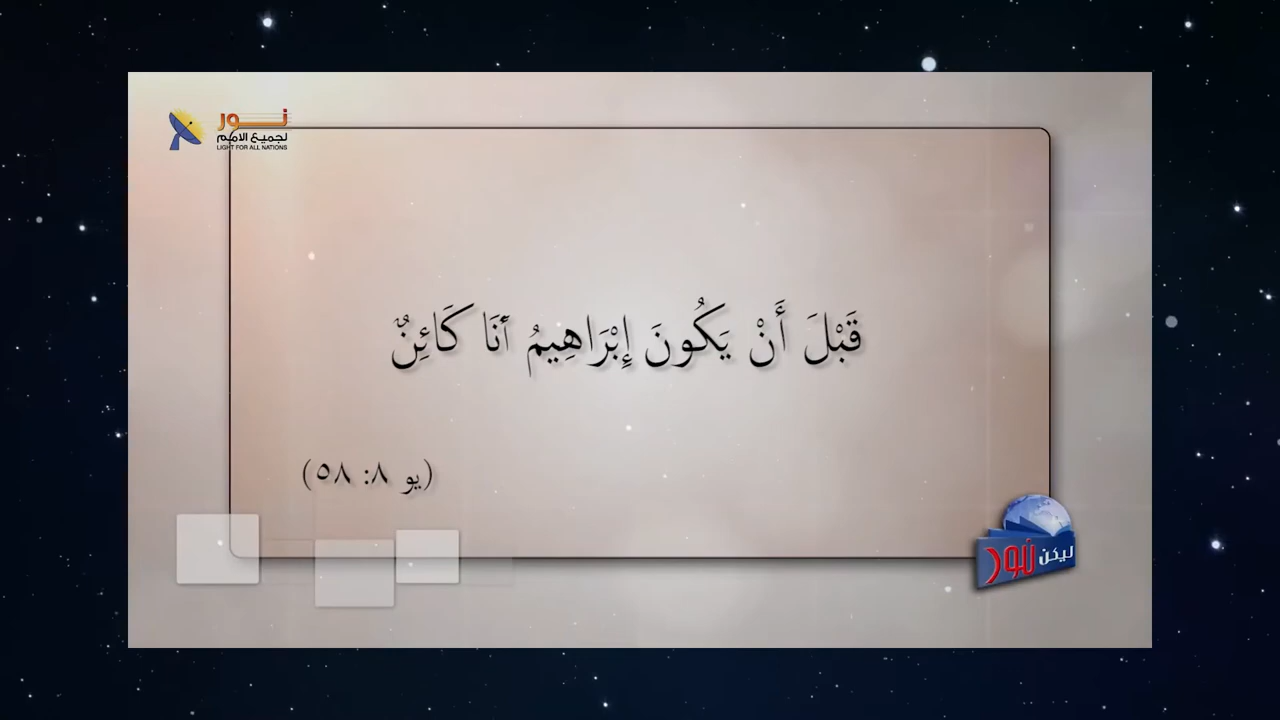 نور
لجميع الامم
LIGHT FOR ALL NATIONS
قَبْلَ أَنْ يَكُونَ إِبْرَاهِيمُ أَنَا كَائِنٌ
(يو ٨: ٥٨)
ليكن نور